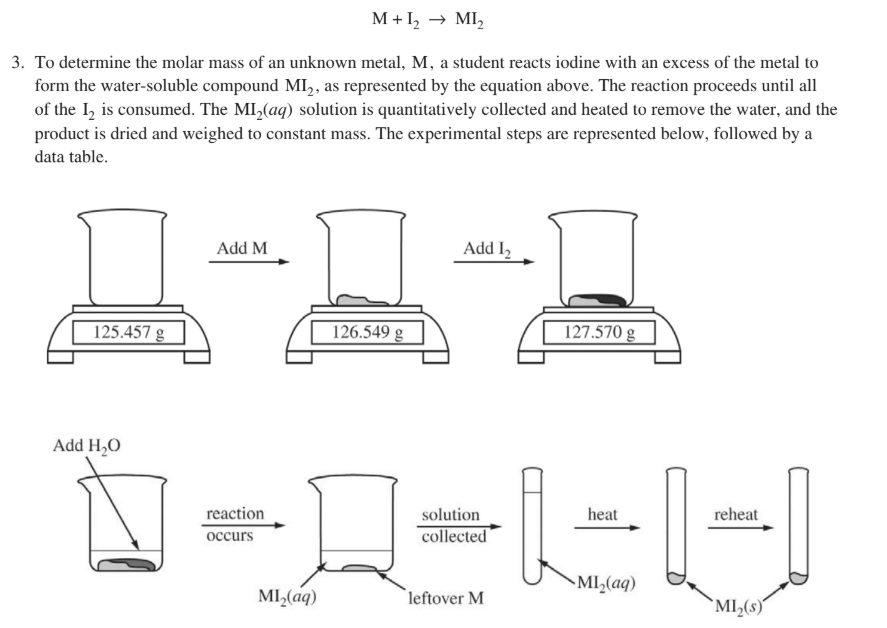 M + I₂ → MI₂
3. To determine the molar mass of an unknown metal, M, a student reacts iodine with an excess of the metal to
form the water-soluble compound MI₂, as represented by the equation above. The reaction proceeds until all
of the I₂ is consumed. The MI₂(aq) solution is quantitatively collected and heated to remove the water, and the
product is dried and weighed to constant mass. The experimental steps are represented below, followed by a
data table.
Add M
Add I₂
125.457 g
126.549 g
127.570 g
Add H₂O
reaction
occurs
solution
collected
heat
reheat
MI₂(aq)
leftover M
MI₂(aq)
MI₂(s)